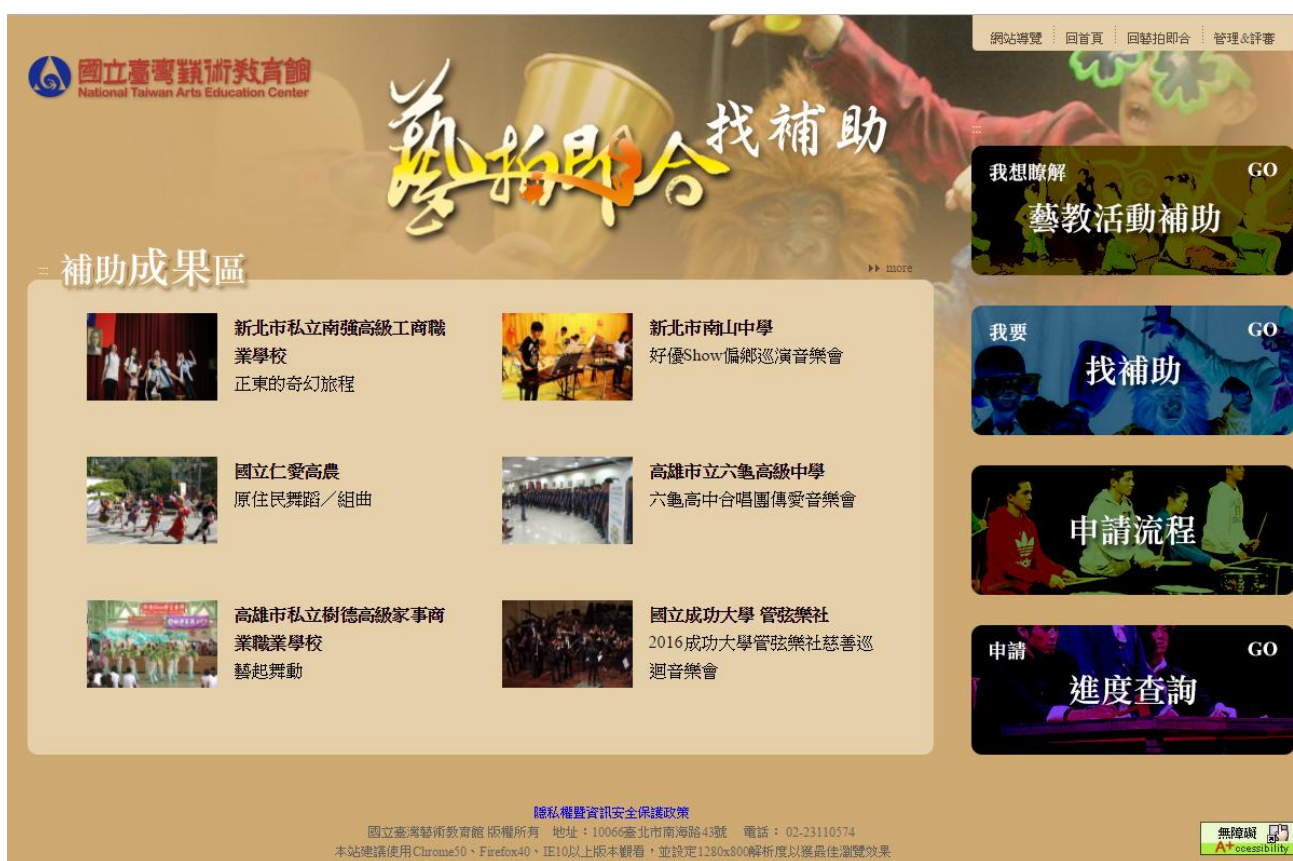 網站導覽 回首頁 回藝拍即合 管理&評審
國立臺灣藝術教育館
National Taiwan Arts Education Center
藝拍即合找補助
補助成果區
more
新北市私立南強高級工商職
業學校
正東的奇幻旅程
新北市南山中學
好優Show偏鄉巡演音樂會
國立仁愛高農
原住民舞蹈／組曲
高雄市立六龜高級中學
六龜高中合唱團傳愛音樂會
高雄市私立樹德高級家事商
業職業學校
藝起舞動
國立成功大學 管弦樂社
2016成功大學管弦樂社慈善巡
迴音樂會
我想瞭解 GO
藝教活動補助
我要 GO
找補助
申請流程
申請 GO
進度查詢
隱私權暨資訊安全保護政策
國立臺灣藝術教育館 版權所有 地址：10066臺北市南海路43號 電話： 02-23110574
本站建議使用Chrome50、Firefox40、IE10以上版本觀看，並設定1280x800解析度以獲最佳瀏覽效果
無障礙
A+ccessibility